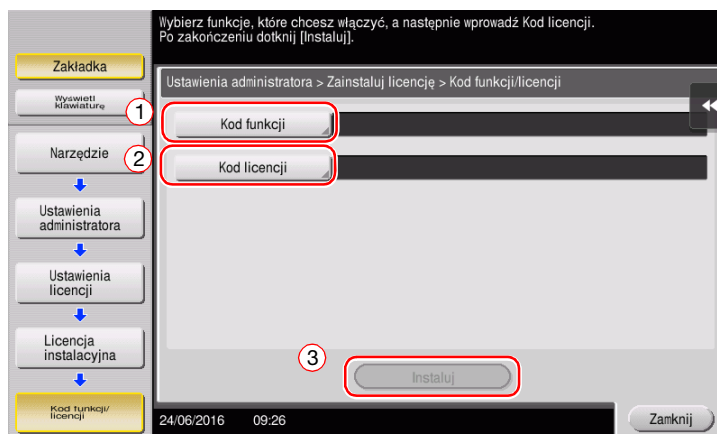 Wybierz funkcje, które chcesz włączyć, a następnie wprowadź Kod licencji.
Po zakończeniu dotknij [Instaluj].
Zakładka
Wyświetl
klawiaturę
Narzędzie
Ustawienia
administratora
Ustawienia
licencji
Licencja
instalacyjna
Kod funkcji/
licencji
Ustawienia administratora > Zainstaluj licencję > Kod funkcji/licencji
1
Kod funkcji
2
Kod licencji
3
Instaluj
24/06/2016 09:26
Zamknij